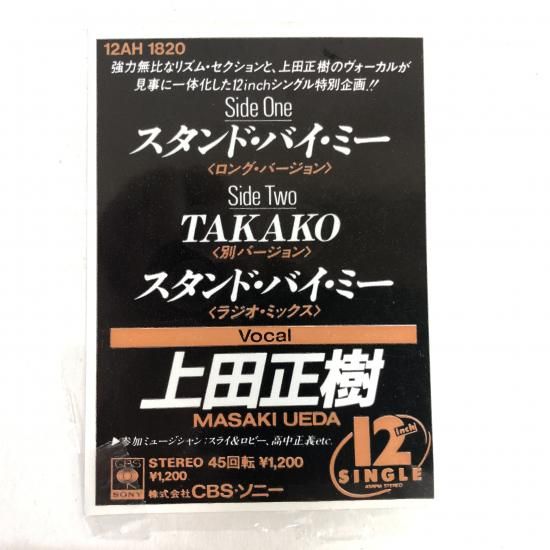 12AH 1820
強力無比なリズム・セクションと、上田正樹のヴォーカルが
見事に一体化した12inchシングル特別企画!!
Side One
スタンド・バイ・ミー
〈ロング・バージョン〉
Side Two
TAKAKO
〈別バージョン〉
スタンド・バイ・ミー
〈ラジオ・ミックス〉
Vocal
上田正樹
MASAKI UEDA
▶参加ミュージシャン:スライ&ロビー、高中正義etc.
CBS
SONY
STEREO 45回転 ¥1,200
¥1,200
株式会社CBS・ソニー
12inch
SINGLE
45RPM STEREO